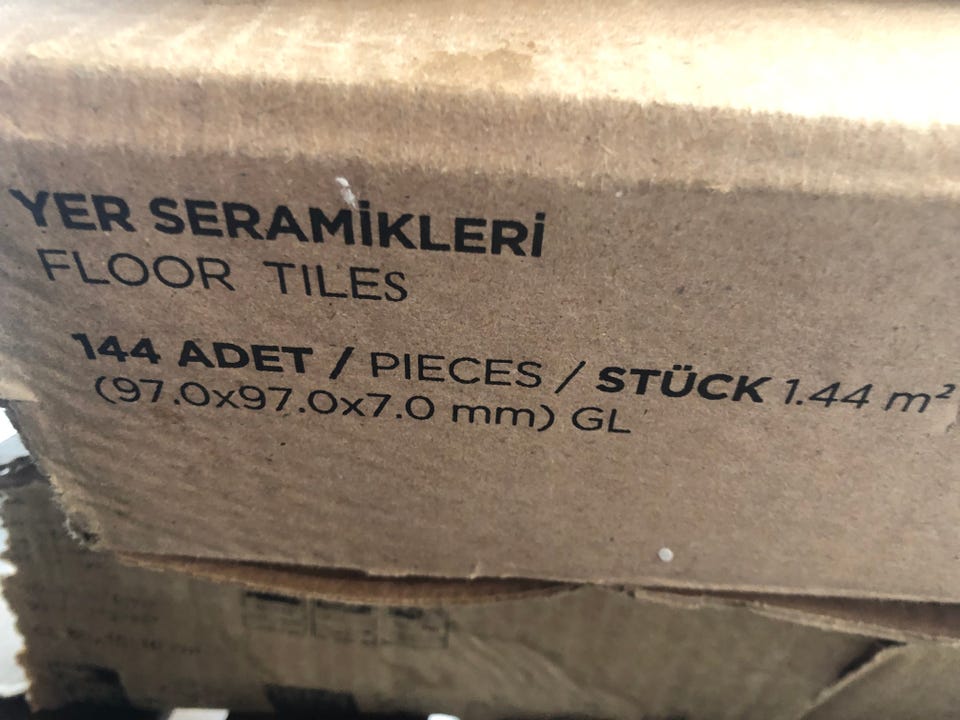 YER SERAMİKLERİ
FLOOR TILES
144 ADET / PIECES / STÜCK 1.44 m²
(97.0x97.0x7.0 mm) GL